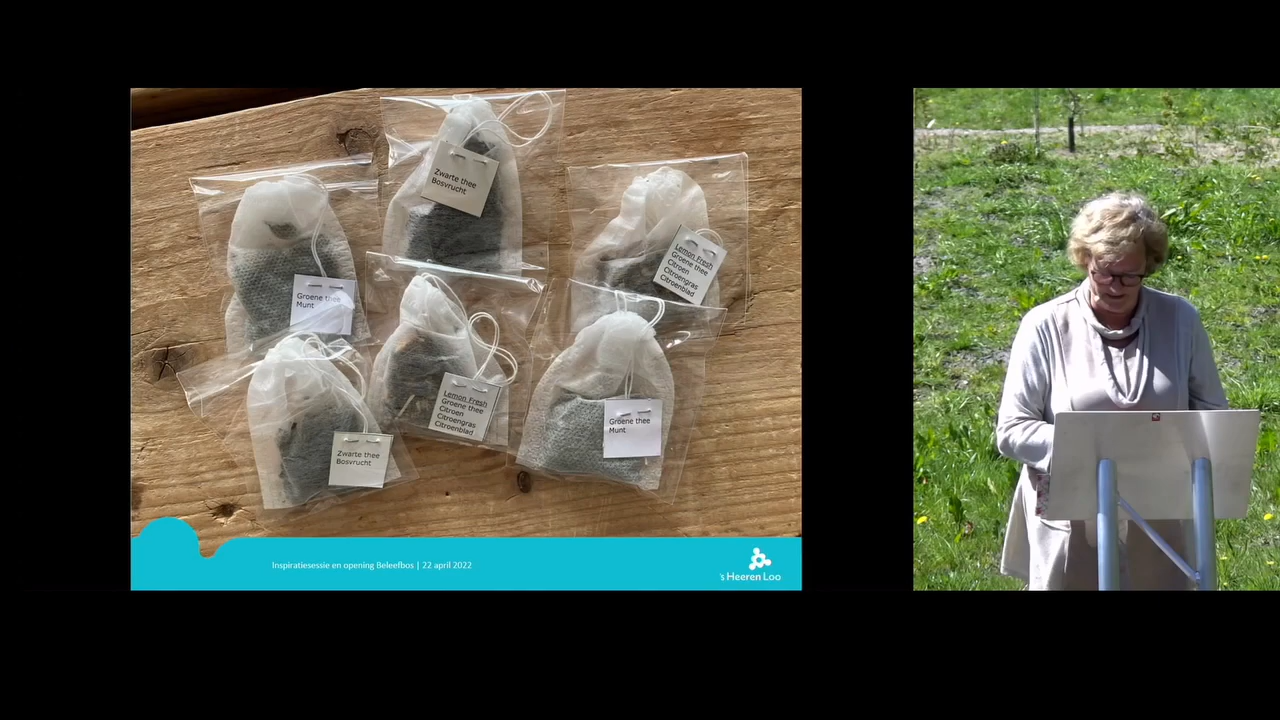 Zwarte thee
Bosvrucht
Groene thee
Munt
Lemon Fresh
Groene thee
Citroen
Citroengras
Citroenblad
Zwarte thee
Bosvrucht
Lemon Fresh
Groene thee
Citroen
Citroengras
Citroenblad
Groene thee
Munt
Inspiratiesessie en opening Beleefbos | 22 april 2022
's Heeren Loo